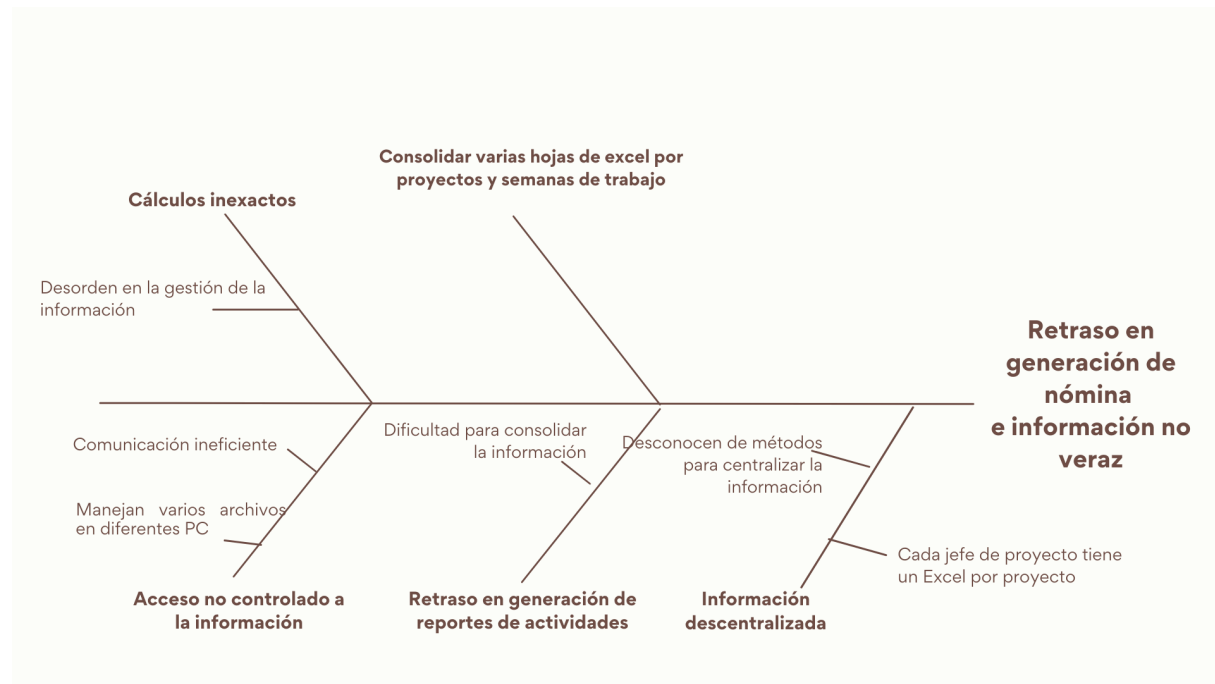 Consolidar varias hojas de excel por
proyectos y semanas de trabajo
Cálculos inexactos
Desorden en la gestión de la
información
Retraso en
generación de
nómina
e información no
veraz
Comunicación ineficiente
Manejan varios archivos
en diferentes PC
Dificultad para consolidar
la información
Desconocen de métodos
para centralizar la
información
Cada jefe de proyecto tiene
un Excel por proyecto
Acceso no controlado a
la información
Retraso en generación de
reportes de actividades
Información
descentralizada